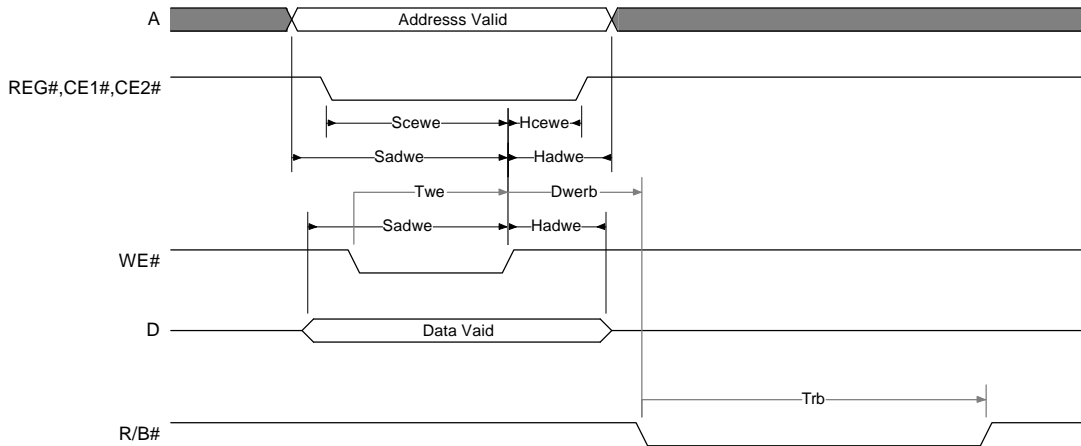 A
Addresss Valid
REG#,CE1#,CE2#
Scewe
Hcewe
Sadwe
Hadwe
Twe
Dwerb
Sadwe
Hadwe
WE#
D
Data Vaid
Trb
R/B#